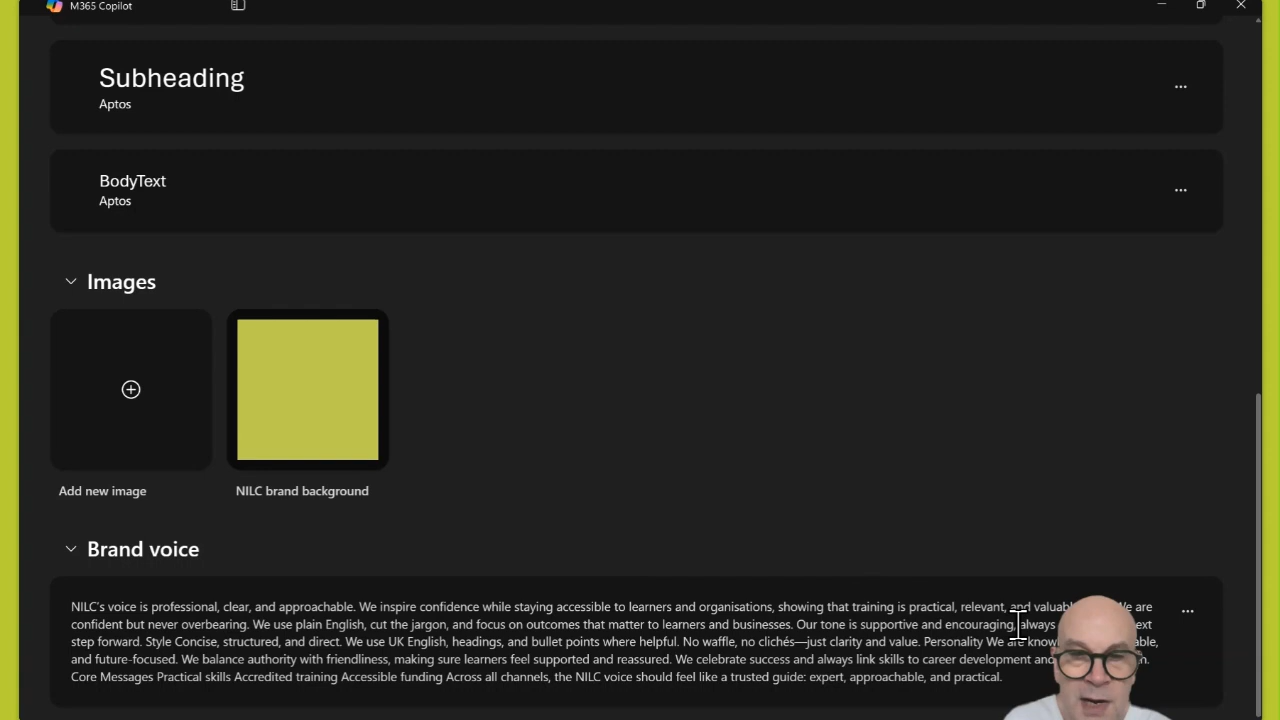 M365 Copilot
Subheading
Aptos
BodyText
Aptos
Images
Add new image
NILC brand background
Brand voice
NILC's voice is professional, clear, and approachable. We inspire confidence while staying accessible to learners and organisations, showing that training is practical, relevant, and We are
confident but never overbearing. We use plain English, cut the jargon, and focus on outcomes that matter to learners and businesses. Our tone is supportive and encouraging, always
step forward. Style Concise, structured, and direct. We use UK English, headings, and bullet points where helpful. No waffle, no clichés—just clarity and value. Personality We are
and future-focused. We balance authority with friendliness, making sure learners feel supported and reassured. We celebrate success and always link skills to career development
Core Messages Practical skills Accredited training Accessible funding Across all channels, the NILC voice should feel like a trusted guide: expert, approachable, and practical.